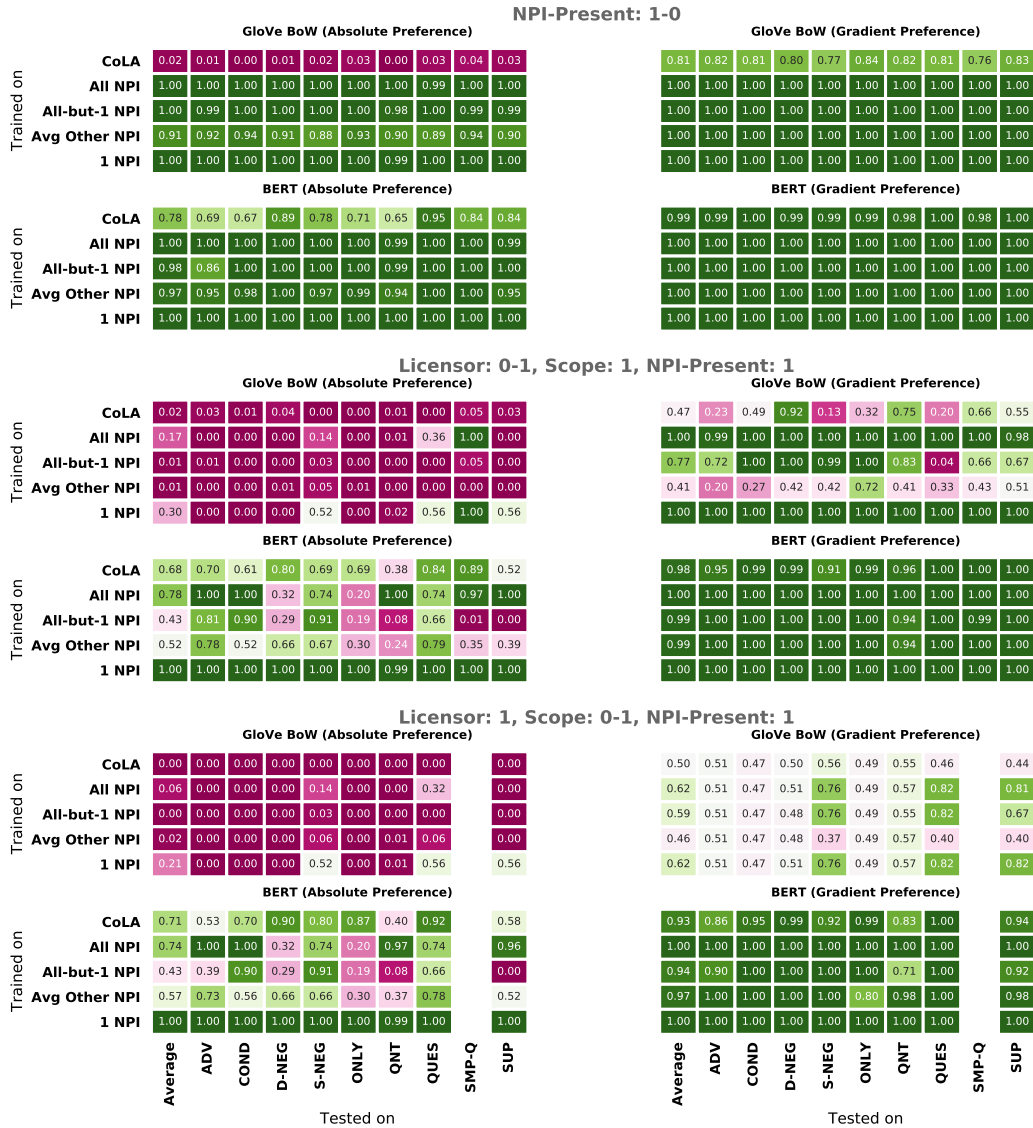 NPI-Present: 1-0
GloVe BoW (Absolute Preference) GloVe BoW (Gradient Preference)
Trained on
CoLA 0.02 0.01 0.00 0.01 0.02 0.03 0.00 0.03 0.04 0.03 0.81 0.82 0.81 0.80 0.77 0.84 0.82 0.81 0.76 0.83
All NPI 1.00 1.00 1.00 1.00 1.00 1.00 1.00 0.99 1.00 1.00 1.00 1.00 1.00 1.00 1.00 1.00 1.00 1.00 1.00 1.00
All-but-1 NPI 1.00 0.99 1.00 1.00 1.00 1.00 0.98 1.00 0.99 0.99 1.00 1.00 1.00 1.00 1.00 1.00 1.00 1.00 1.00 1.00
Avg Other NPI 0.91 0.92 0.94 0.91 0.88 0.93 0.90 0.89 0.94 0.90 1.00 1.00 1.00 1.00 1.00 1.00 1.00 1.00 1.00 1.00
1 NPI 1.00 1.00 1.00 1.00 1.00 1.00 0.99 1.00 1.00 1.00 1.00 1.00 1.00 1.00 1.00 1.00 1.00 1.00 1.00 1.00
BERT (Absolute Preference) BERT (Gradient Preference)
Trained on
CoLA 0.78 0.69 0.67 0.89 0.78 0.71 0.65 0.95 0.84 0.84 0.99 0.99 1.00 0.99 0.99 0.99 0.98 1.00 0.98 1.00
All NPI 1.00 1.00 1.00 1.00 1.00 1.00 0.99 1.00 1.00 0.99 1.00 1.00 1.00 1.00 1.00 1.00 1.00 1.00 1.00 1.00
All-but-1 NPI 0.98 0.86 1.00 1.00 1.00 1.00 0.99 1.00 1.00 1.00 1.00 1.00 1.00 1.00 1.00 1.00 1.00 1.00 1.00 1.00
Avg Other NPI 0.97 0.95 0.98 1.00 0.97 0.99 0.94 1.00 1.00 0.95 1.00 1.00 1.00 1.00 1.00 1.00 1.00 1.00 1.00 1.00
1 NPI 1.00 1.00 1.00 1.00 1.00 1.00 1.00 1.00 1.00 1.00 1.00 1.00 1.00 1.00 1.00 1.00 1.00 1.00 1.00 1.00
Licensor: 0-1, Scope: 1, NPI-Present: 1
GloVe BoW (Absolute Preference) GloVe BoW (Gradient Preference)
Trained on
CoLA 0.02 0.03 0.01 0.04 0.00 0.00 0.01 0.00 0.05 0.03 0.47 0.23 0.49 0.92 0.13 0.32 0.75 0.20 0.66 0.55
All NPI 0.17 0.00 0.00 0.00 0.14 0.00 0.01 0.36 1.00 0.00 1.00 0.99 1.00 1.00 1.00 1.00 1.00 1.00 1.00 0.98
All-but-1 NPI 0.01 0.01 0.00 0.00 0.03 0.00 0.00 0.00 0.05 0.00 0.77 0.72 1.00 1.00 0.99 1.00 0.83 0.04 0.66 0.67
Avg Other NPI 0.01 0.00 0.00 0.01 0.05 0.01 0.00 0.00 0.00 0.00 0.41 0.20 0.27 0.42 0.42 0.72 0.41 0.33 0.43 0.51
1 NPI 0.30 0.00 0.00 0.00 0.52 0.00 0.02 0.56 1.00 0.56 1.00 1.00 1.00 1.00 1.00 1.00 1.00 1.00 1.00 1.00
BERT (Absolute Preference) BERT (Gradient Preference)
Trained on
CoLA 0.68 0.70 0.61 0.80 0.69 0.69 0.38 0.84 0.89 0.52 0.98 0.95 0.99 0.99 0.91 0.99 0.96 1.00 1.00 1.00
All NPI 0.78 1.00 1.00 0.32 0.74 0.20 1.00 0.74 0.97 1.00 1.00 1.00 1.00 1.00 1.00 1.00 1.00 1.00 1.00 1.00
All-but-1 NPI 0.43 0.81 0.90 0.29 0.91 0.19 0.08 0.66 0.01 0.00 0.99 1.00 1.00 1.00 1.00 1.00 0.94 1.00 0.99 1.00
Avg Other NPI 0.52 0.78 0.52 0.66 0.67 0.30 0.24 0.79 0.35 0.39 0.99 1.00 1.00 1.00 1.00 1.00 0.94 1.00 1.00 1.00
1 NPI 1.00 1.00 1.00 1.00 1.00 1.00 0.99 1.00 1.00 1.00 1.00 1.00 1.00 1.00 1.00 1.00 1.00 1.00 1.00 1.00
Licensor: 1, Scope: 0-1, NPI-Present: 1
GloVe BoW (Absolute Preference) GloVe BoW (Gradient Preference)
Trained on
CoLA 0.00 0.00 0.00 0.00 0.00 0.00 0.00 0.00 0.00 0.50 0.51 0.47 0.50 0.56 0.49 0.55 0.46 0.44
All NPI 0.06 0.00 0.00 0.00 0.14 0.00 0.00 0.32 0.00 0.62 0.51 0.47 0.51 0.76 0.49 0.57 0.82 0.81
All-but-1 NPI 0.00 0.00 0.00 0.00 0.03 0.00 0.00 0.00 0.00 0.59 0.51 0.47 0.48 0.76 0.49 0.57 0.82 0.67
Avg Other NPI 0.02 0.00 0.00 0.00 0.06 0.00 0.01 0.06 0.00 0.46 0.51 0.47 0.48 0.37 0.49 0.57 0.40 0.40
1 NPI 0.21 0.00 0.00 0.00 0.52 0.00 0.01 0.56 0.56 0.62 0.51 0.47 0.51 0.76 0.49 0.57 0.82 0.82
BERT (Absolute Preference) BERT (Gradient Preference)
Trained on
CoLA 0.71 0.53 0.70 0.90 0.80 0.87 0.40 0.92 0.58 0.93 0.86 0.95 0.99 0.92 0.99 0.83 1.00 0.94
All NPI 0.74 1.00 1.00 0.32 0.74 0.20 0.97 0.74 0.96 1.00 1.00 1.00 1.00 1.00 1.00 1.00 1.00 1.00
All-but-1 NPI 0.43 0.39 0.90 0.29 0.91 0.19 0.08 0.66 0.00 0.94 0.90 1.00 1.00 1.00 1.00 0.71 1.00 0.92
Avg Other NPI 0.57 0.73 0.56 0.66 0.66 0.30 0.37 0.78 0.52 0.97 1.00 1.00 1.00 1.00 0.80 0.98 1.00 0.98
1 NPI 1.00 1.00 1.00 1.00 1.00 1.00 0.99 1.00 1.00 1.00 1.00 1.00 1.00 1.00 1.00 1.00 1.00 1.00
Average ADV COND D-NEG S-NEG ONLY QNT QUES SMP-Q SUP Average ADV COND D-NEG S-NEG ONLY QNT QUES SMP-Q SUP
Tested on Tested on